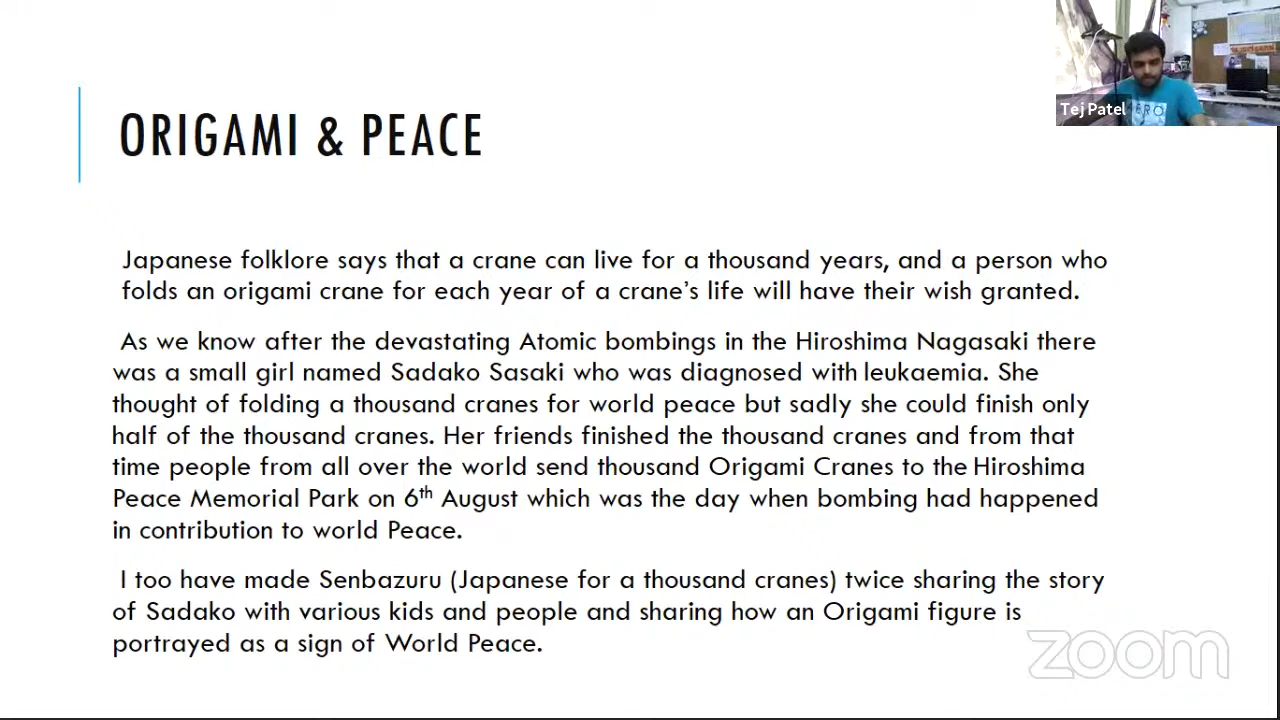 ORIGAMI & PEACE
Tej Patel
Japanese folklore says that a crane can live for a thousand years, and a person who
folds an origami crane for each year of a crane's life will have their wish granted.
As we know after the devastating Atomic bombings in the Hiroshima Nagasaki there
was a small girl named Sadako Sasaki who was diagnosed with leukaemia. She
thought of folding a thousand cranes for world peace but sadly she could finish only
half of the thousand cranes. Her friends finished the thousand cranes and from that
time people from all over the world send thousand Origami Cranes to the Hiroshima
Peace Memorial Park on 6th August which was the day when bombing had happened
in contribution to world Peace.
I too have made Senbazuru (Japanese for a thousand cranes) twice sharing the story
of Sadako with various kids and people and sharing how an Origami figure is
portrayed as a sign of World Peace.
zoom